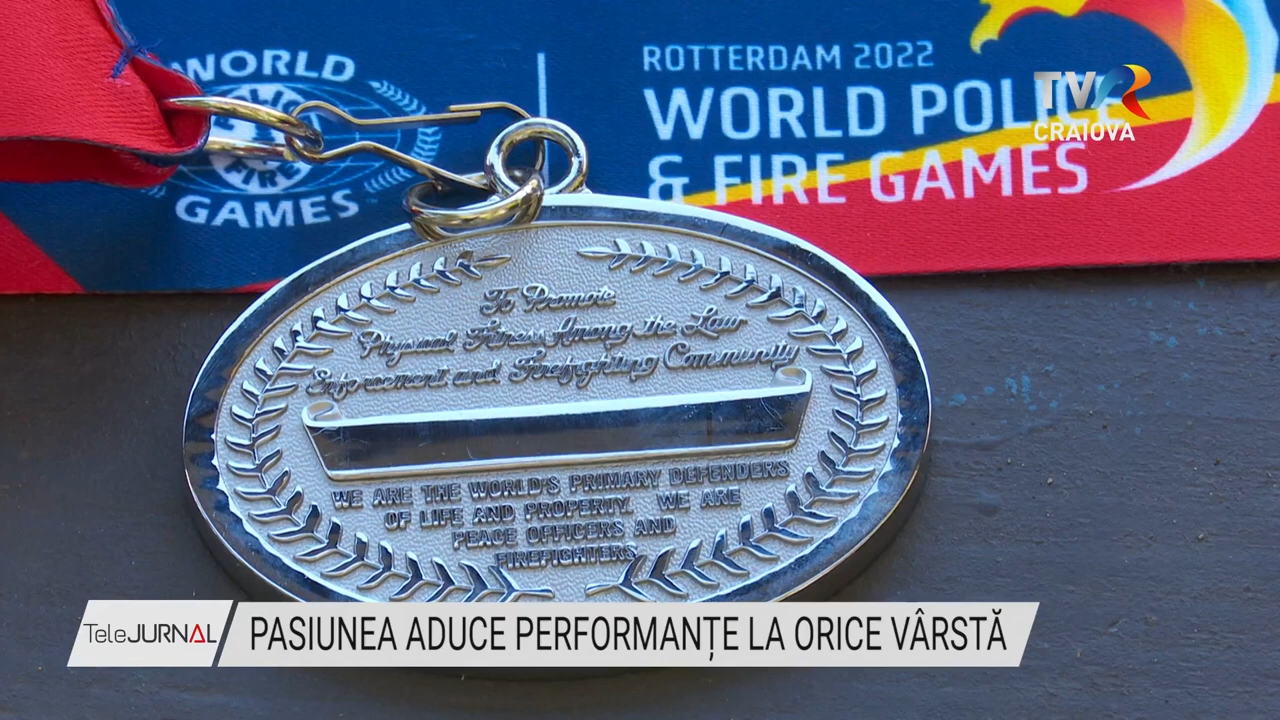 WORLD
FIRE
GAMES
ROTTERDAM 2022
WORLD POLICE
& FIRE GAMES
TVR
CRAIOVA
To Promote
Physical Fitness Among the Law
Enforcement and Firefighting Community
WE ARE THE WORLD'S PRIMARY DEFENDERS
OF LIFE AND PROPERTY. WE ARE
PEACE OFFICERS AND
FIREFIGHTERS
TeleJURNAL
PASIUNEA ADUCE PERFORMANȚE LA ORICE VÂRSTĂ